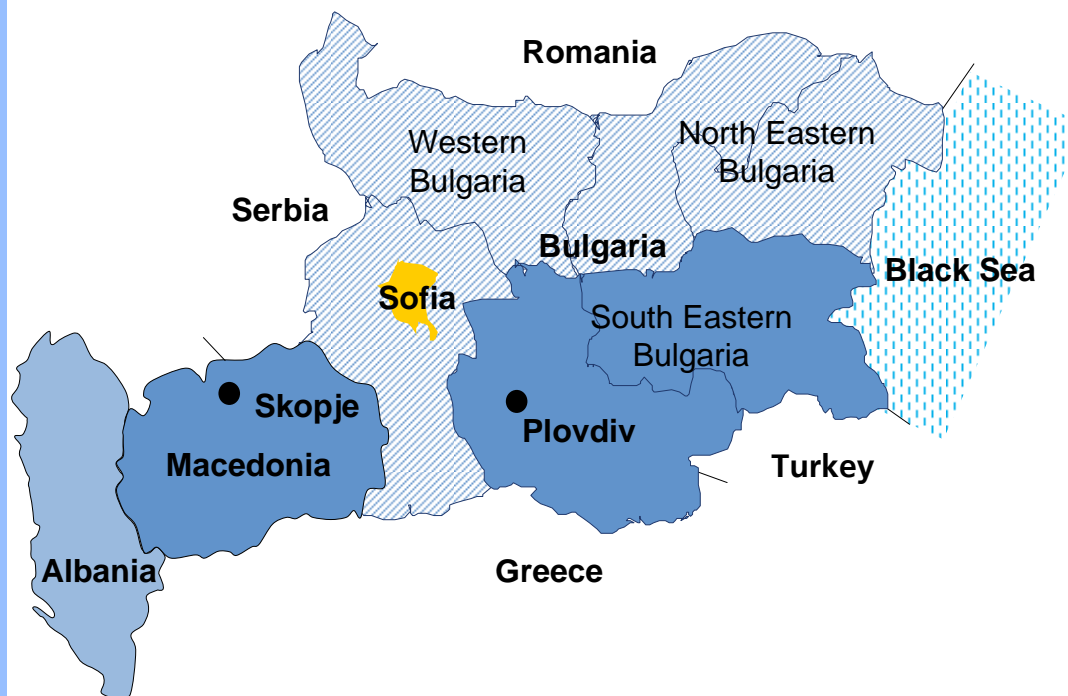 Romania
Western
Bulgaria
North Eastern
Bulgaria
Serbia
Bulgaria
Black Sea
Sofia
South Eastern
Bulgaria
Skopje
Plovdiv
Macedonia
Turkey
Albania
Greece